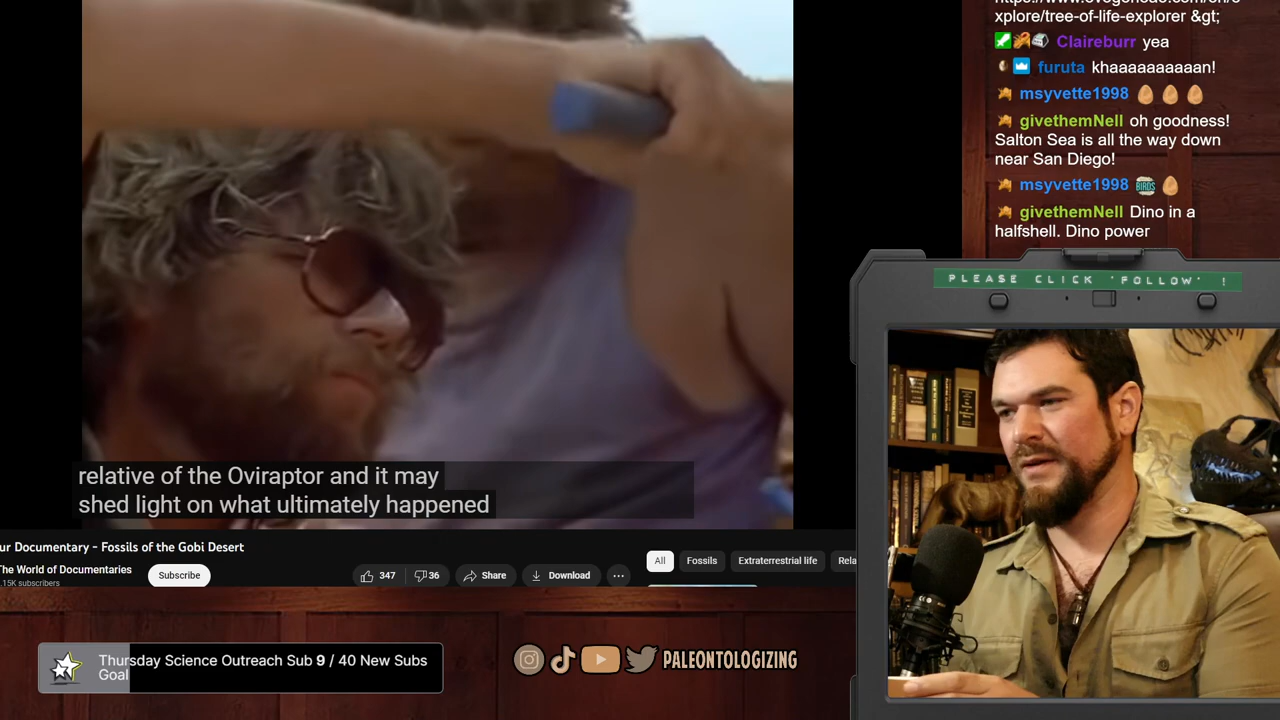 xplore/tree-of-life-explorer &gt;
Claireburr yea
furuta khaaaaaaaaan!
msyvette1998
givethemNell oh goodness!
Salton Sea is all the way down
near San Diego!
msyvette1998 BIRDS
givethemNell Dino in a
halfshell. Dino power
PLEASE CLICK 'FOLLOW' !
relative of the Oviraptor and it may
shed light on what ultimately happened
ur Documentary - Fossils of the Gobi Desert
The World of Documentaries
.15K subscribers
Subscribe
347
36
Share
Download
All
Fossils
Extraterrestrial life
Rela
Thursday Science Outreach Sub 9 / 40 New Subs
Goal
PALEONTOLOGIZING